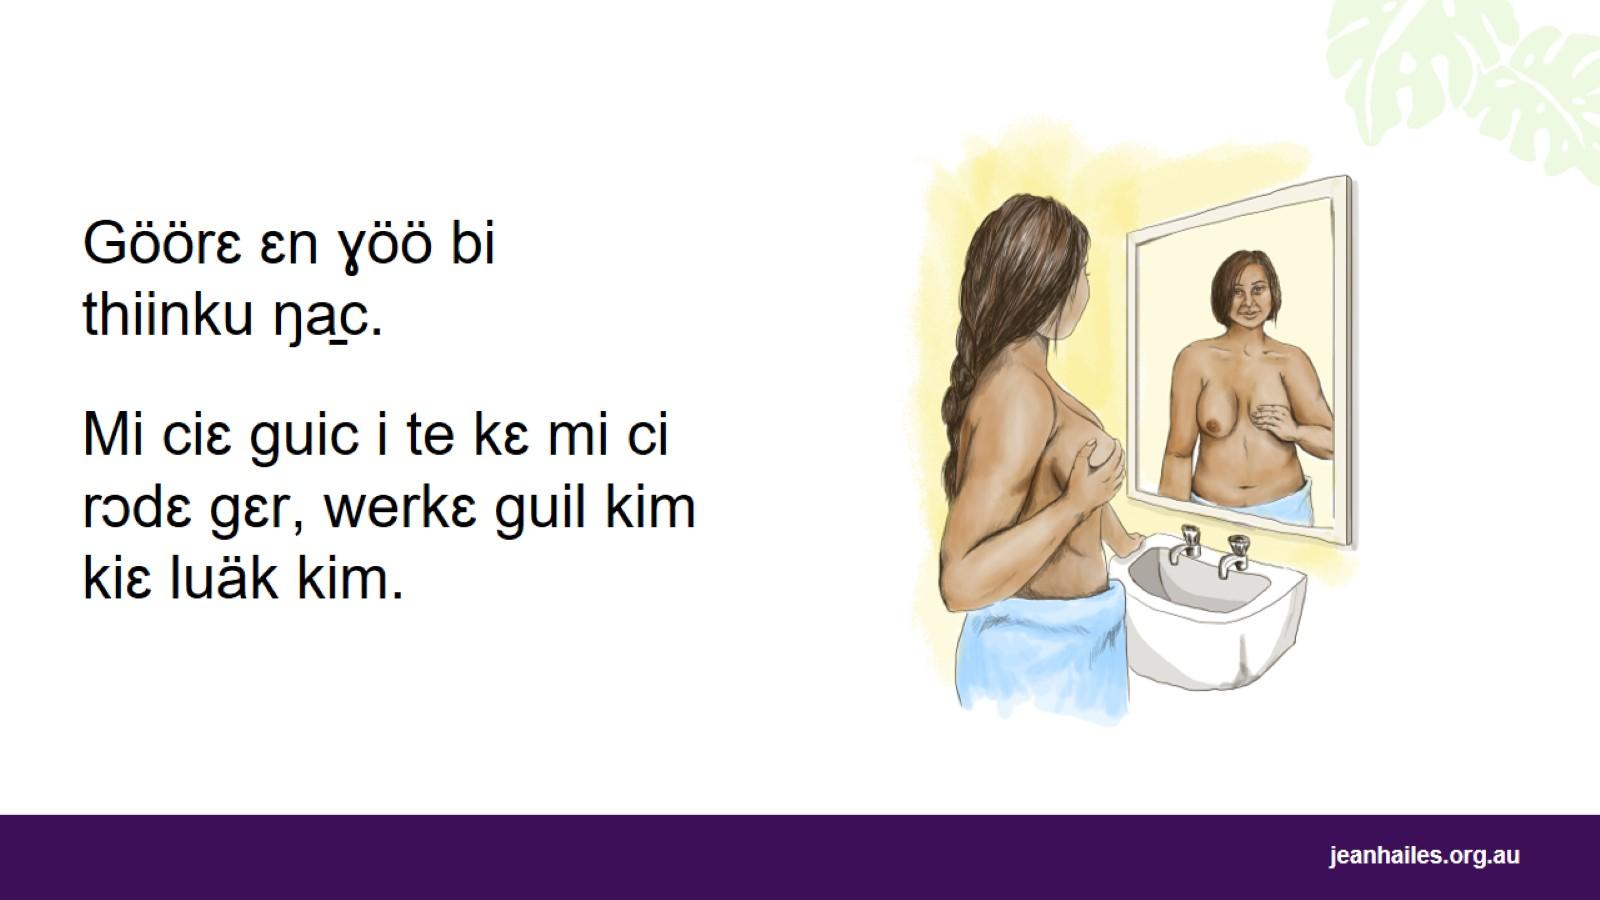 Göörɛ ɛn ɣöö bi
thiinku ŋa̱c.
Mi ciɛ guic i te kɛ mi ci
rɔdɛ gɛr, werkɛ guil kim
kiɛ luäk kim.
jeanhailes.org.au